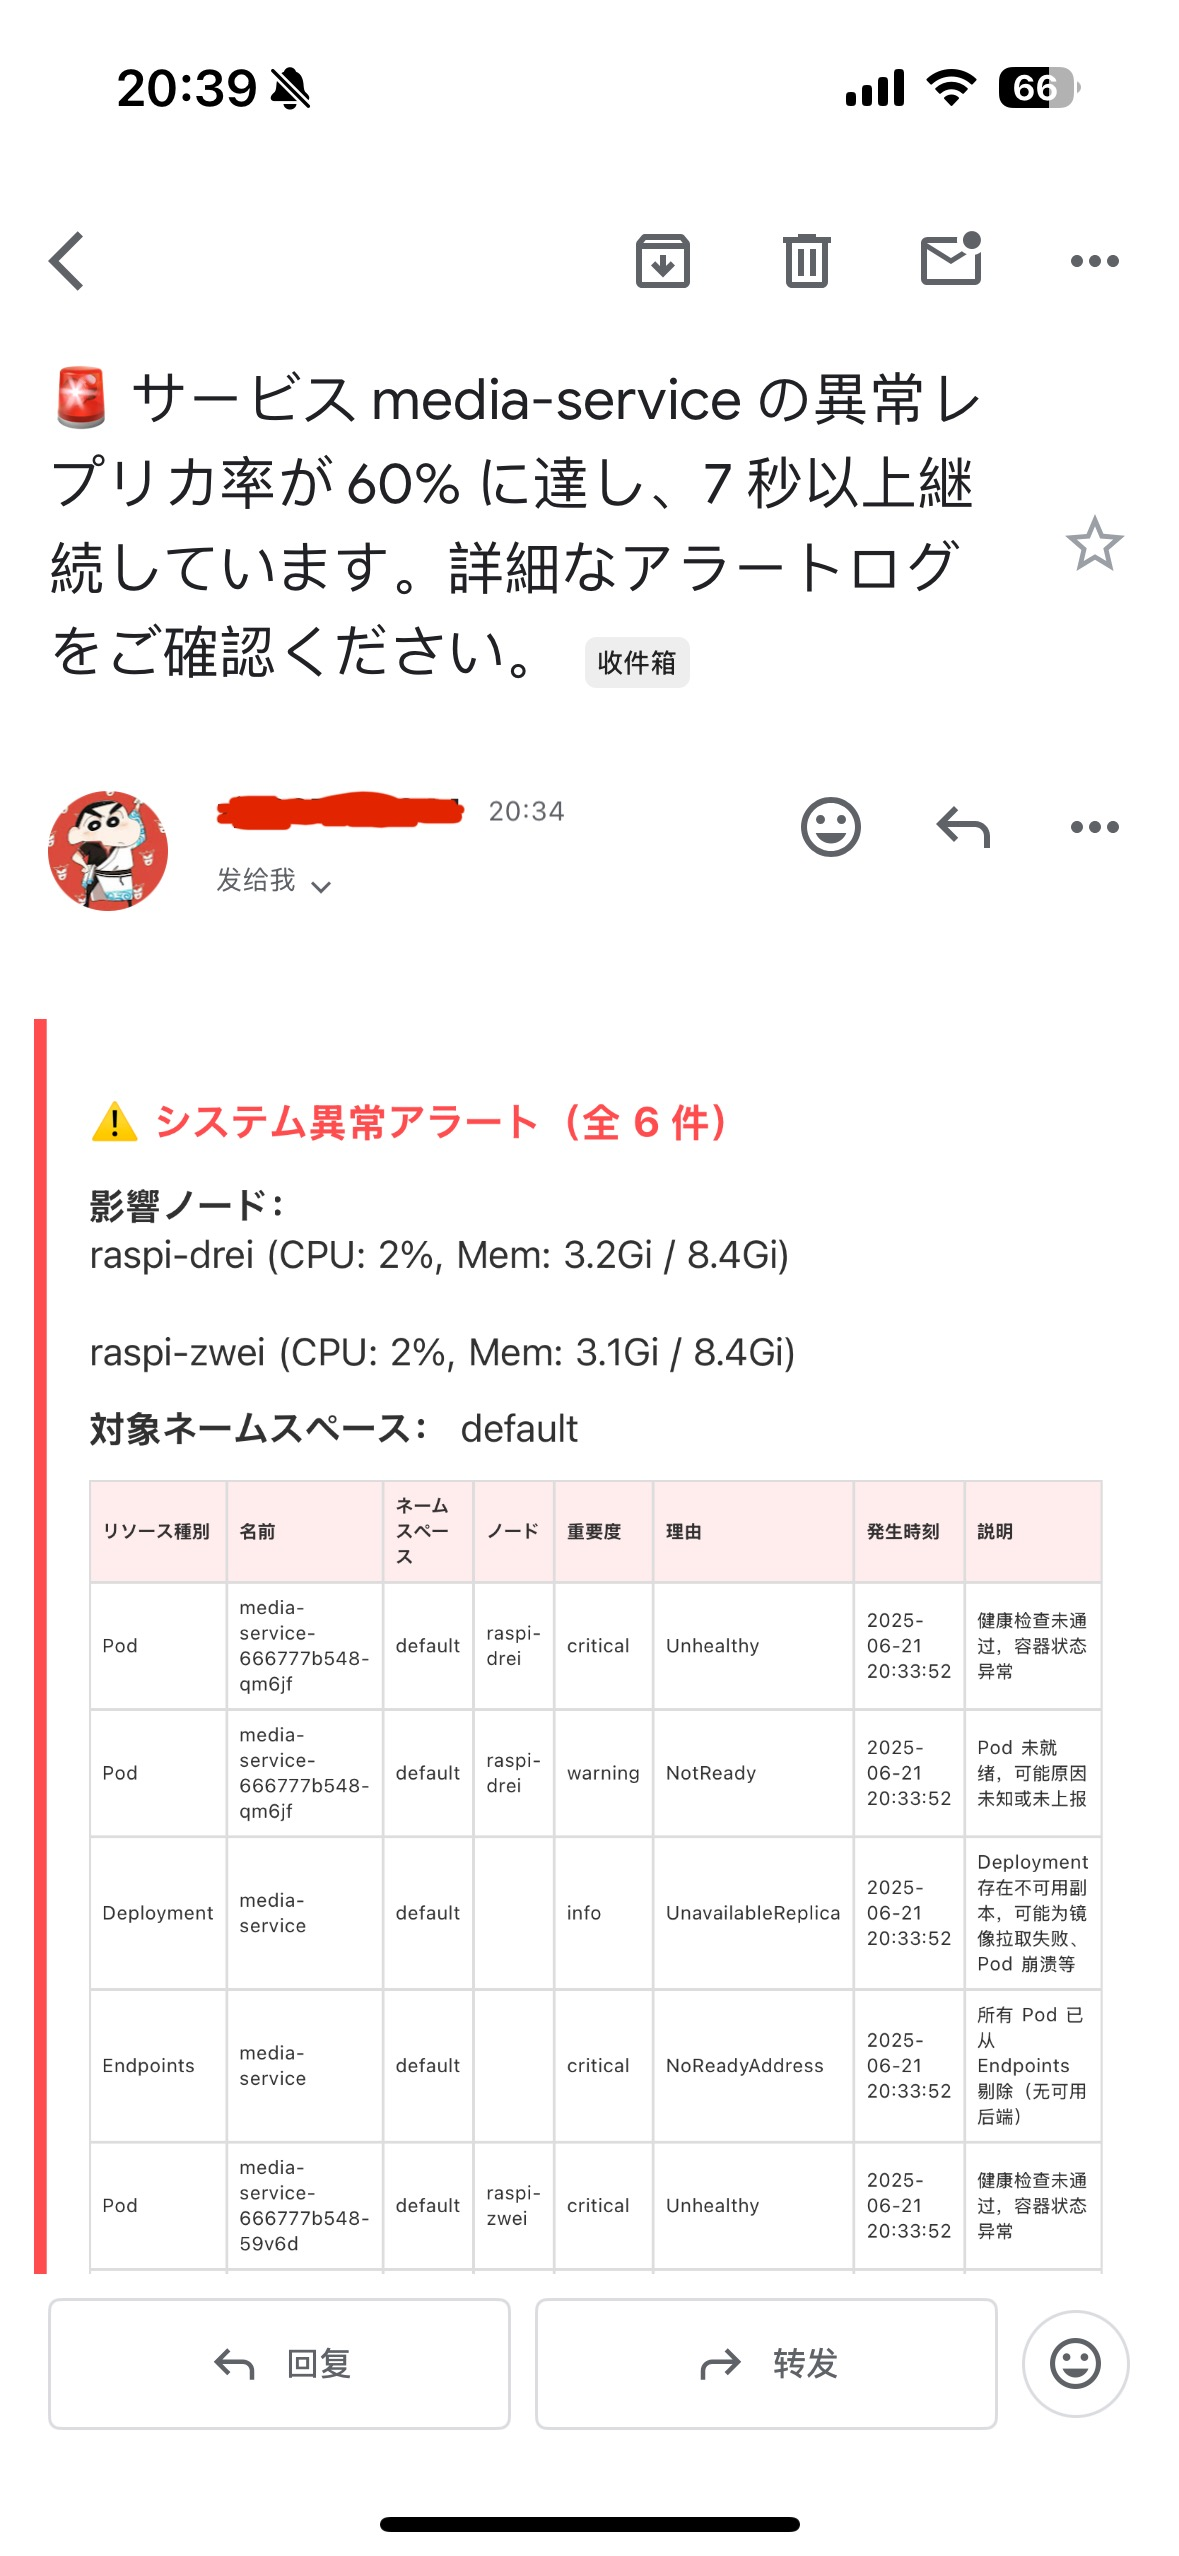 20:39
66
🚨 サービス media-service の異常レ
プリカ率が 60% に達し、7 秒以上継
続しています。詳細なアラートログ
をご確認ください。 收件箱
20:34
发给我
⚠️ システム異常アラート（全 6 件）
影響ノード：
raspi-drei (CPU: 2%, Mem: 3.2Gi / 8.4Gi)
raspi-zwei (CPU: 2%, Mem: 3.1Gi / 8.4Gi)
対象ネームスペース： default
リソース種別
名前
ネーム
スペー
ス
ノード
重要度
理由
発生時刻
説明
Pod
media-
service-
666777b548-
qm6jf
default
raspi-
drei
critical
Unhealthy
2025-
06-21
20:33:52
健康检查未通
过，容器状态
异常
Pod
media-
service-
666777b548-
qm6jf
default
raspi-
drei
warning
NotReady
2025-
06-21
20:33:52
Pod 未就
绪，可能原因
未知或未上报
Deployment
media-
service
default
info
UnavailableReplica
2025-
06-21
20:33:52
Deployment
存在不可用副
本，可能为镜
像拉取失败、
Pod 崩溃等
Endpoints
media-
service
default
critical
NoReadyAddress
2025-
06-21
20:33:52
所有 Pod 已
从
Endpoints
剔除（无可用
后端）
Pod
media-
service-
666777b548-
59v6d
default
raspi-
zwei
critical
Unhealthy
2025-
06-21
20:33:52
健康检查未通
过，容器状态
异常
回复
转发